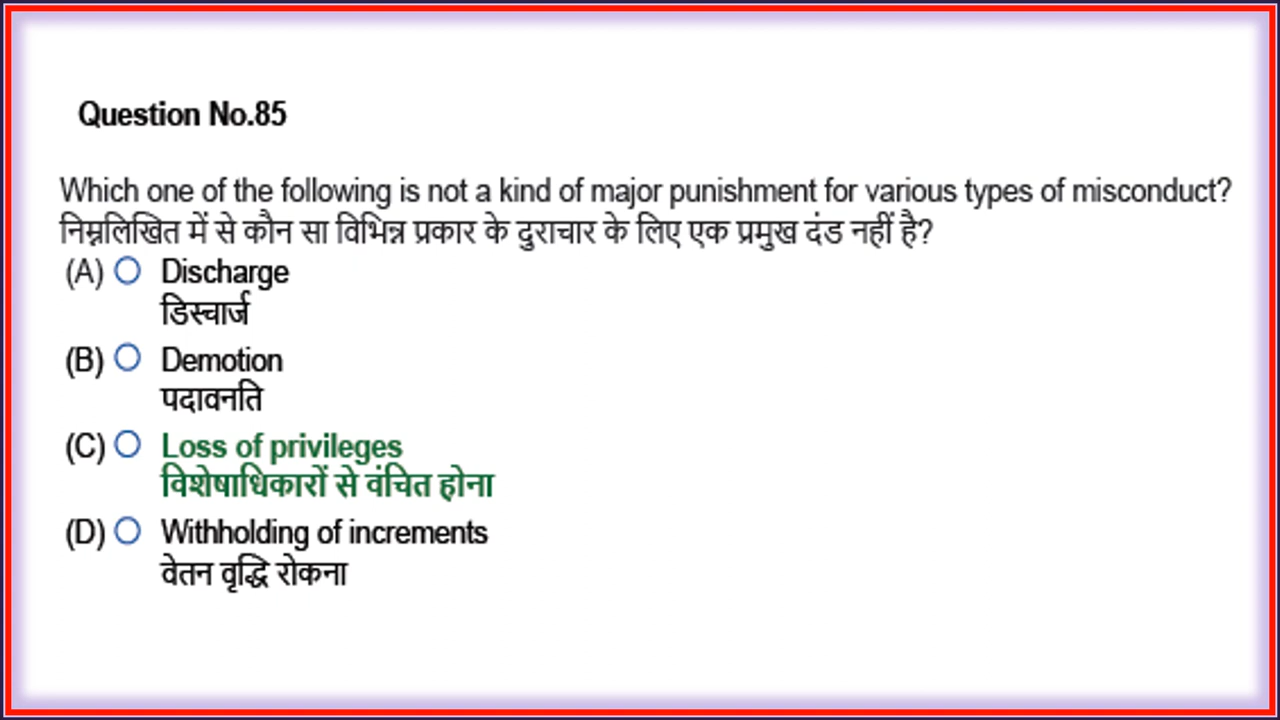 Question No.85
Which one of the following is not a kind of major punishment for various types of misconduct?
निम्नलिखित में से कौन सा विभिन्न प्रकार के दुराचार के लिए एक प्रमुख दंड नहीं है?
(A) Discharge
डिस्चार्ज
(B) Demotion
पदावनति
(C) Loss of privileges
विशेषाधिकारों से वंचित होना
(D) Withholding of increments
वेतन वृद्धि रोकना